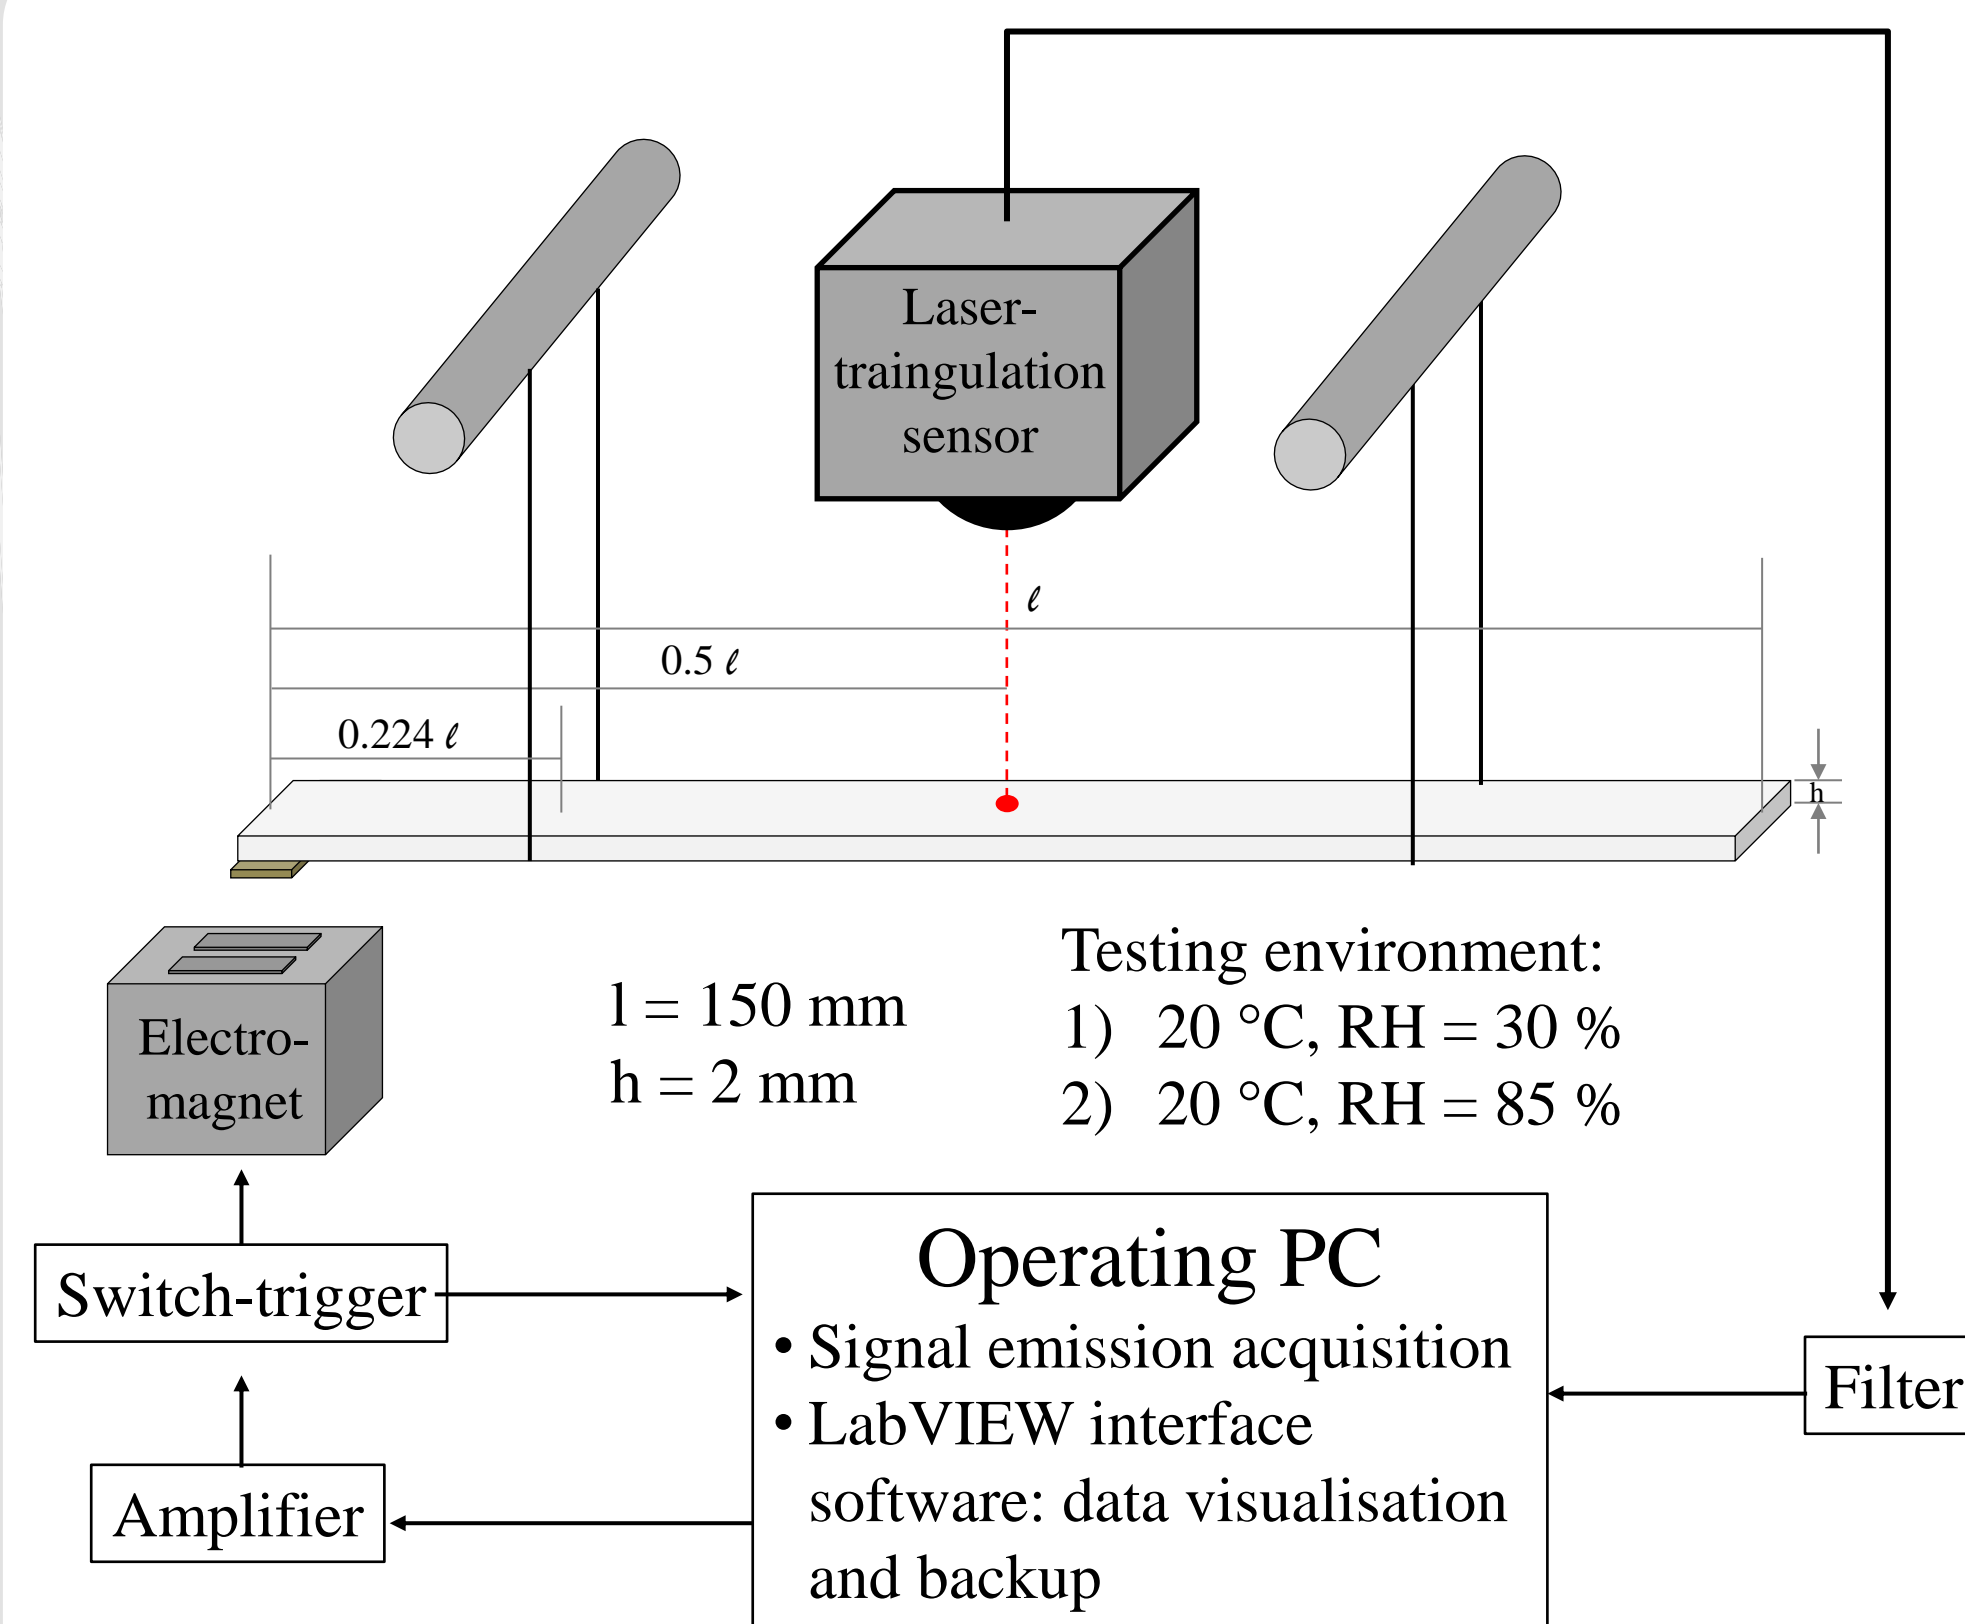 Laser-
traingulation
sensor
ℓ
0.5 ℓ
0.224 ℓ
h
Electro-
magnet
l = 150 mm
h = 2 mm
Testing environment:
1) 20 °C, RH = 30 %
2) 20 °C, RH = 85 %
Switch-trigger
Amplifier
Operating PC
• Signal emission acquisition
• LabVIEW interface
software: data visualisation
and backup
Filter